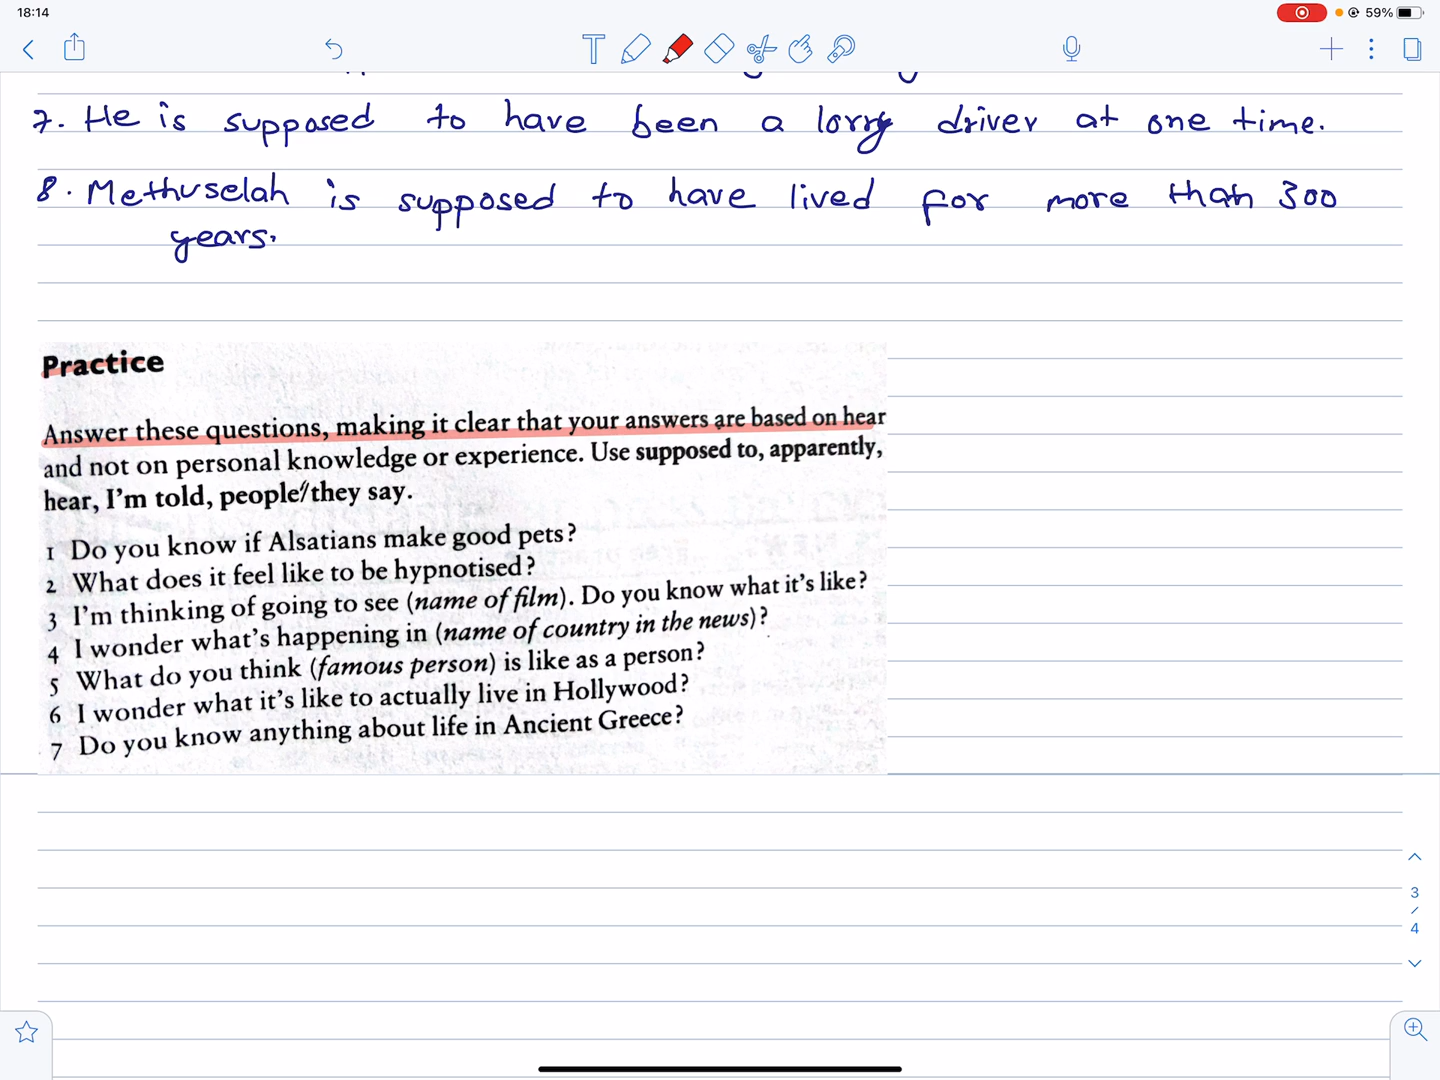 18:14
59%
7. He is supposed to have been a lorry driver at one time.
8. Methuselah is supposed to have lived for more than 300
years.
Practice
Answer these questions, making it clear that your answers are based on hear
and not on personal knowledge or experience. Use supposed to, apparently,
hear, I'm told, people/they say.
1 Do you know if Alsatians make good pets?
2 What does it feel like to be hypnotised?
3 I'm thinking of going to see (name of film). Do you know what it's like?
4 I wonder what's happening in (name of country in the news)?
5 What do you think (famous person) is like as a person?
6 I wonder what it's like to actually live in Hollywood?
7 Do you know anything about life in Ancient Greece?
3
/
4